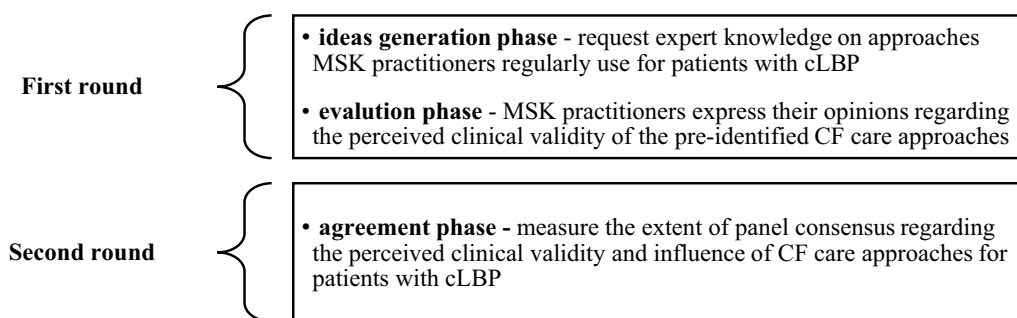 First round
• ideas generation phase - request expert knowledge on approaches
MSK practitioners regularly use for patients with cLBP
• evalution phase - MSK practitioners express their opinions regarding
the perceived clinical validity of the pre-identified CF care approaches
Second round
• agreement phase - measure the extent of panel consensus regarding
the perceived clinical validity and influence of CF care approaches for
patients with cLBP